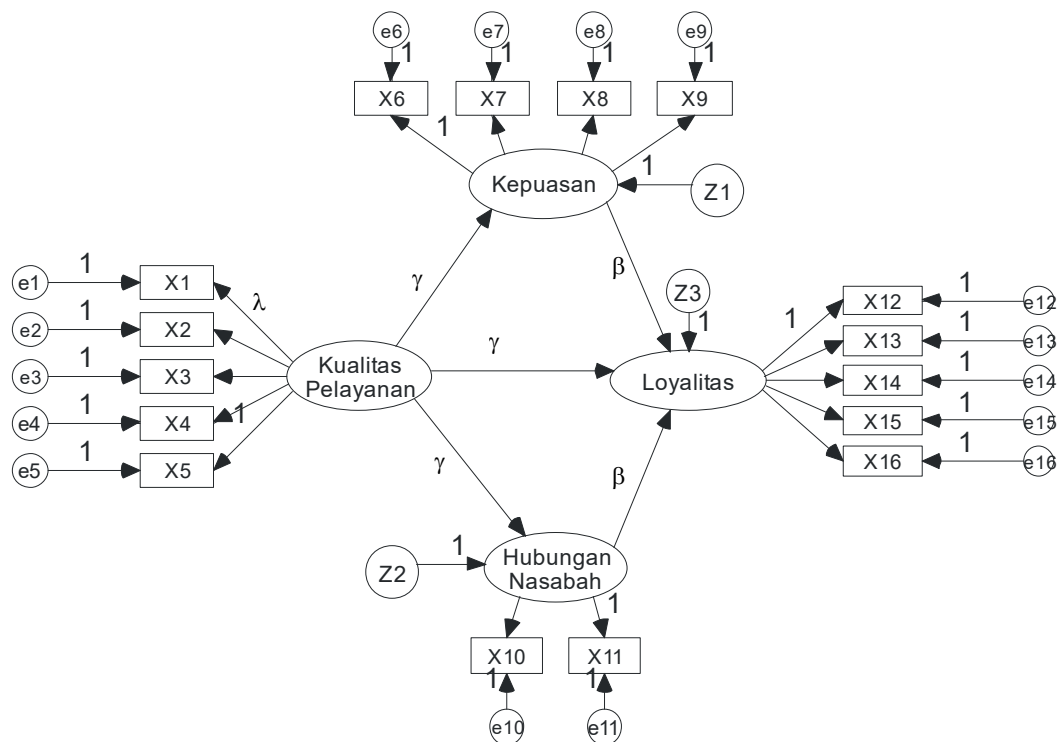 e6
e7
e8
e9
1
1
1
1
X6
X7
X8
X9
1
Kepuasan
1
Z1
γ
β
e1
1
X1
λ
e2
1
X2
e3
1
X3
e4
1
X4
1
e5
1
X5
Kualitas
Pelayanan
γ
Z3
1
Loyalitas
1
X12
1
e12
X13
1
e13
X14
1
e14
X15
1
e15
X16
1
e16
γ
β
Z2
1
Hubungan
Nasabah
1
X10
X11
1
1
e10
e11